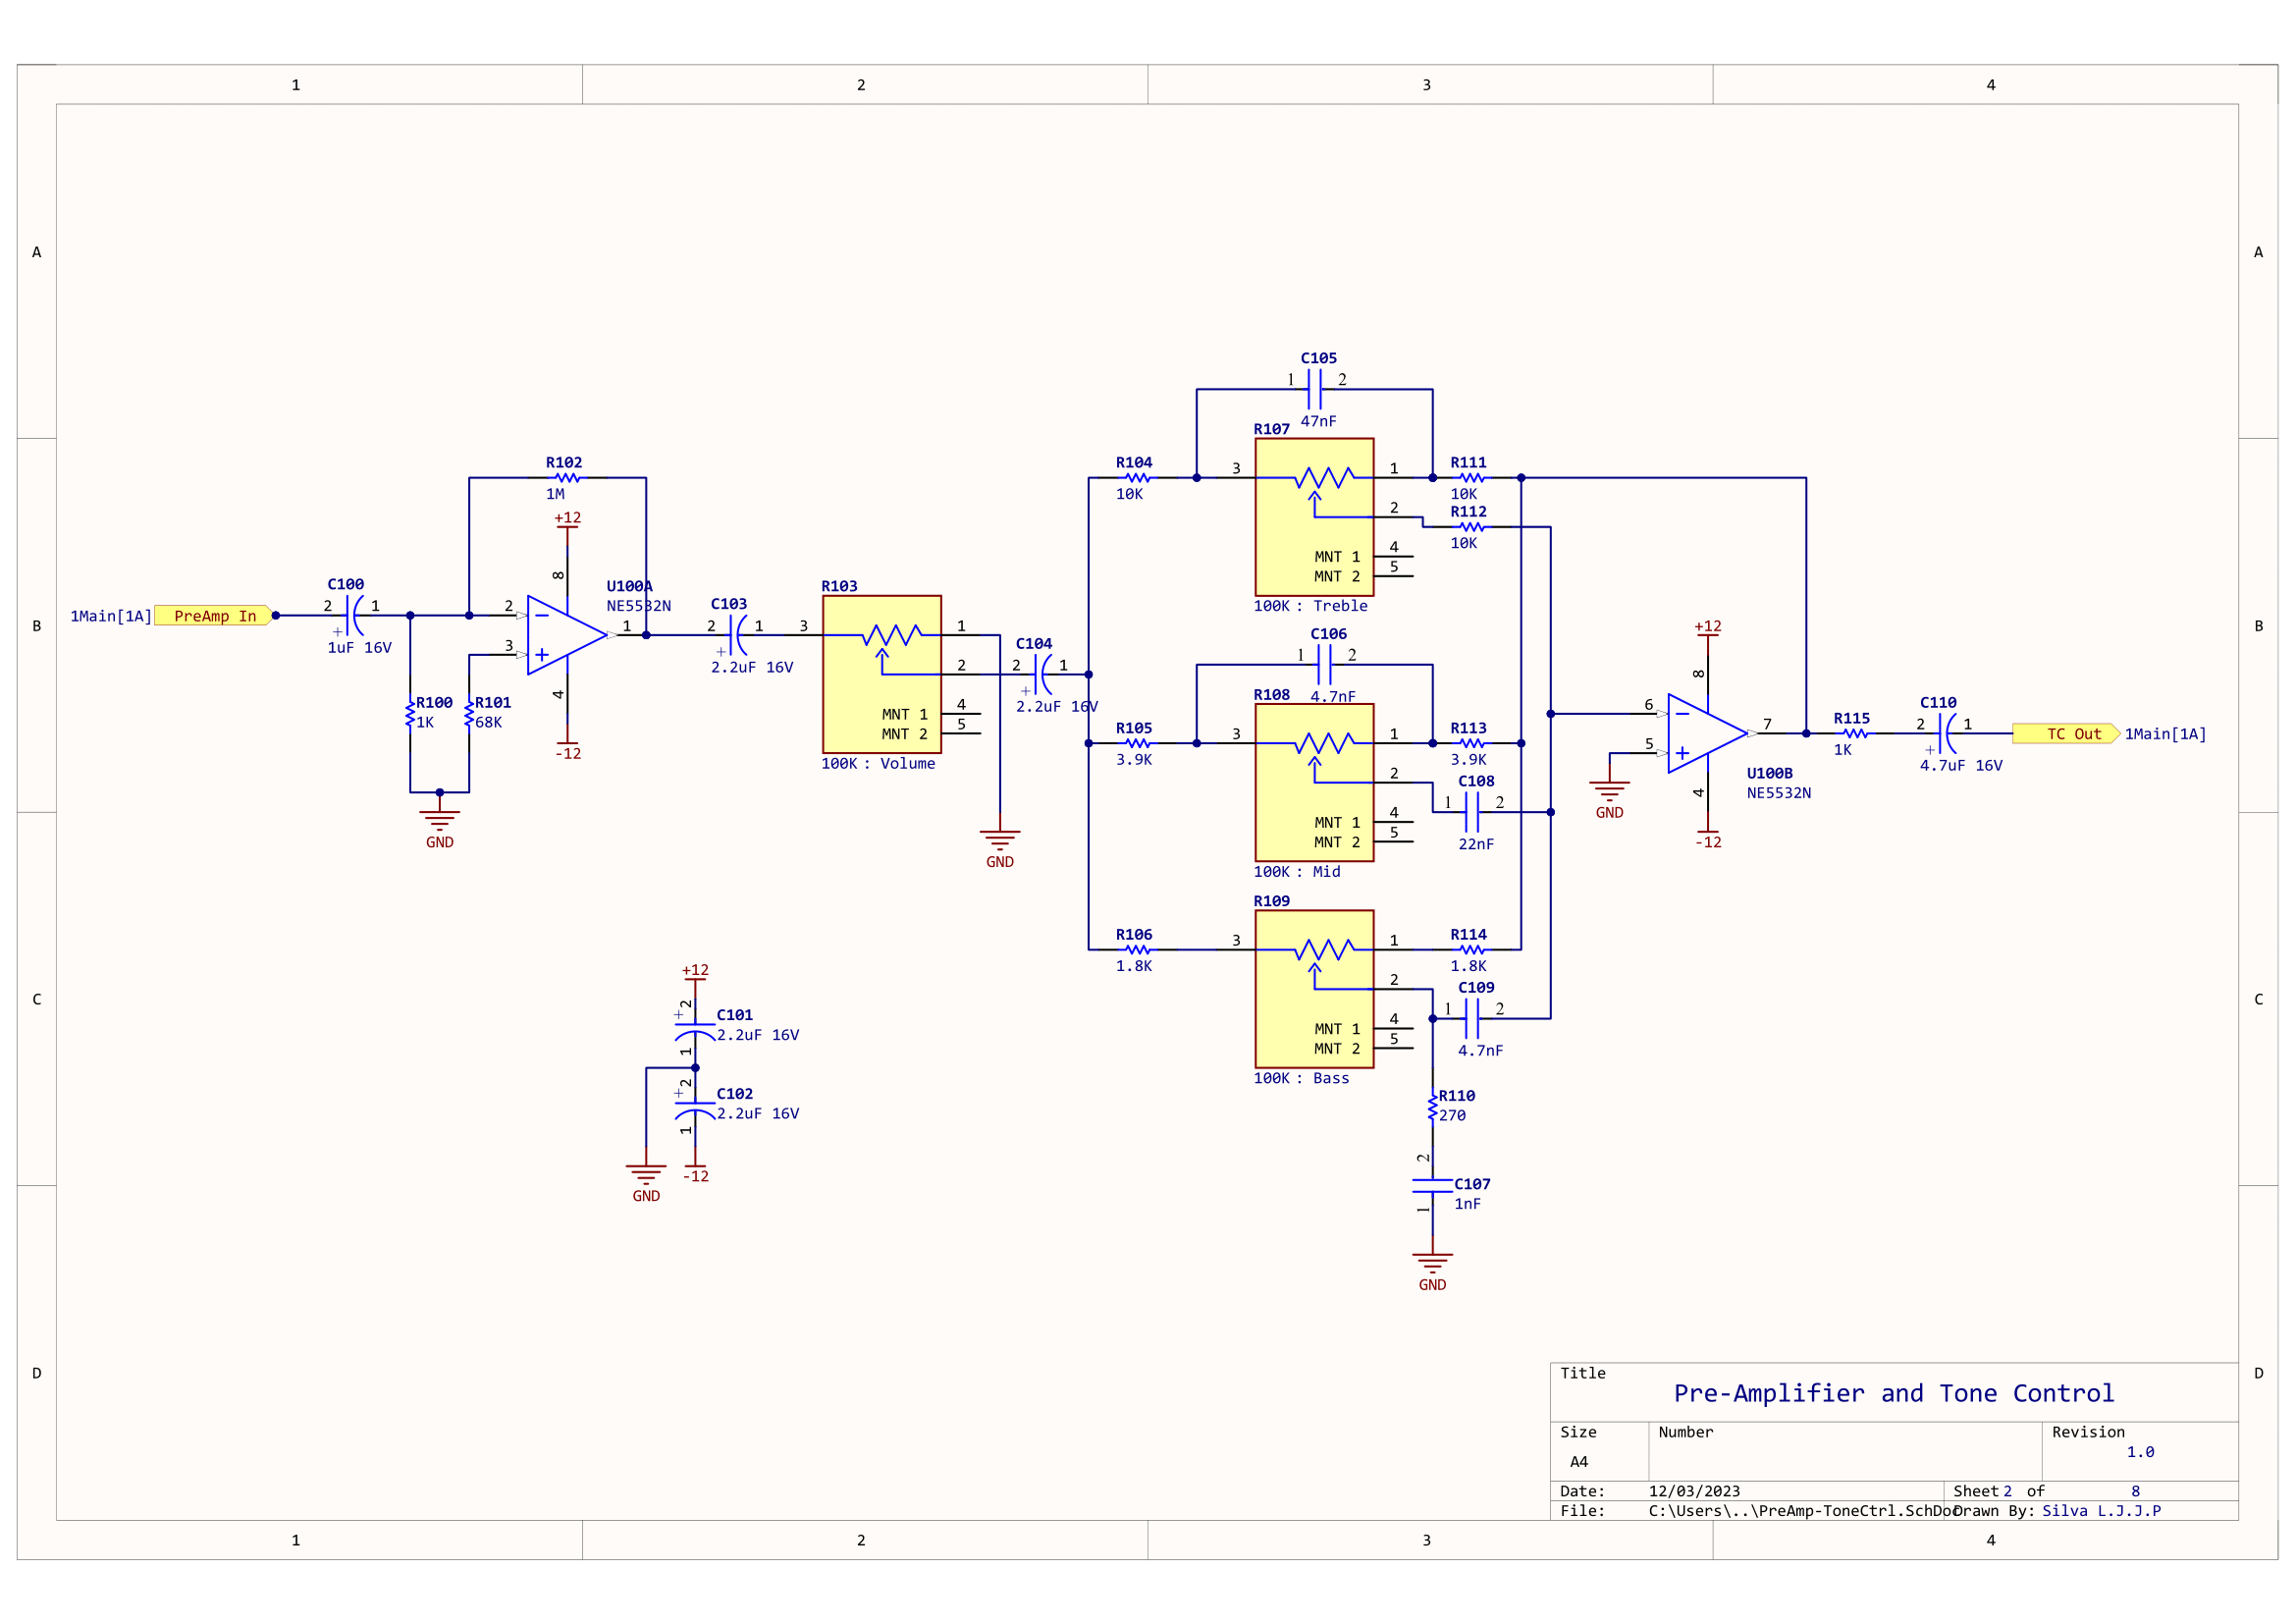 1 2 3 4
A A
B B
C C
D D
1 2 3 4
1Main[1A] PreAmp In
C100
2 1
+
1uF 16V
R100
1K
R101
68K
GND
R102
1M
+12
8
2
3
1
4
-12
U100A
NE5532N
C103
2 1
+
2.2uF 16V
R103
3
1
2
MNT 1 4
MNT 2 5
100K : Volume
GND
C104
2 1
+
2.2uF 16V
+12
2
+
C101
2.2uF 16V
1
2
+
C102
2.2uF 16V
1
GND
-12
C105
1 2
47nF
R104
10K
R107
3
1
2
MNT 1 4
MNT 2 5
100K : Treble
R111
10K
R112
10K
C106
1 2
4.7nF
R105
3.9K
R108
3
1
2
MNT 1 4
MNT 2 5
100K : Mid
R113
3.9K
C108
1 2
22nF
R106
1.8K
R109
3
1
2
MNT 1 4
MNT 2 5
100K : Bass
R114
1.8K
C109
1 2
4.7nF
R110
270
2
C107
1nF
1
GND
+12
8
6
5
7
4
-12
GND
U100B
NE5532N
R115
1K
C110
2 1
+
4.7uF 16V
TC Out 1Main[1A]
Title
Pre-Amplifier and Tone Control
Size Number Revision
1.0
A4
Date: 12/03/2023 Sheet 2 of 8
File: C:\Users\..\PreAmp-ToneCtrl.SchDoc Drawn By: Silva L.J.J.P